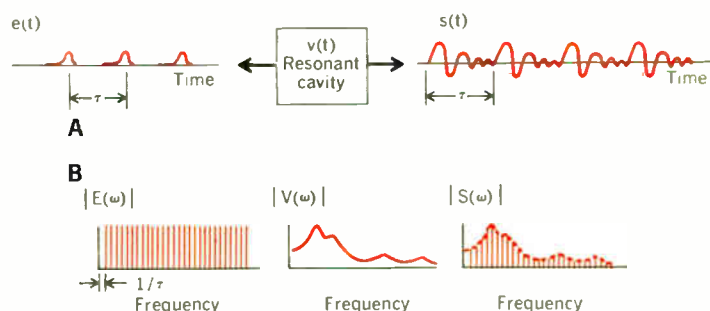 e(t)
v(t)
Resonant
cavity
s(t)
Time
Time
τ
τ
A
B
|E(ω)|
|V(ω)|
|S(ω)|
1/τ
Frequency
Frequency
Frequency